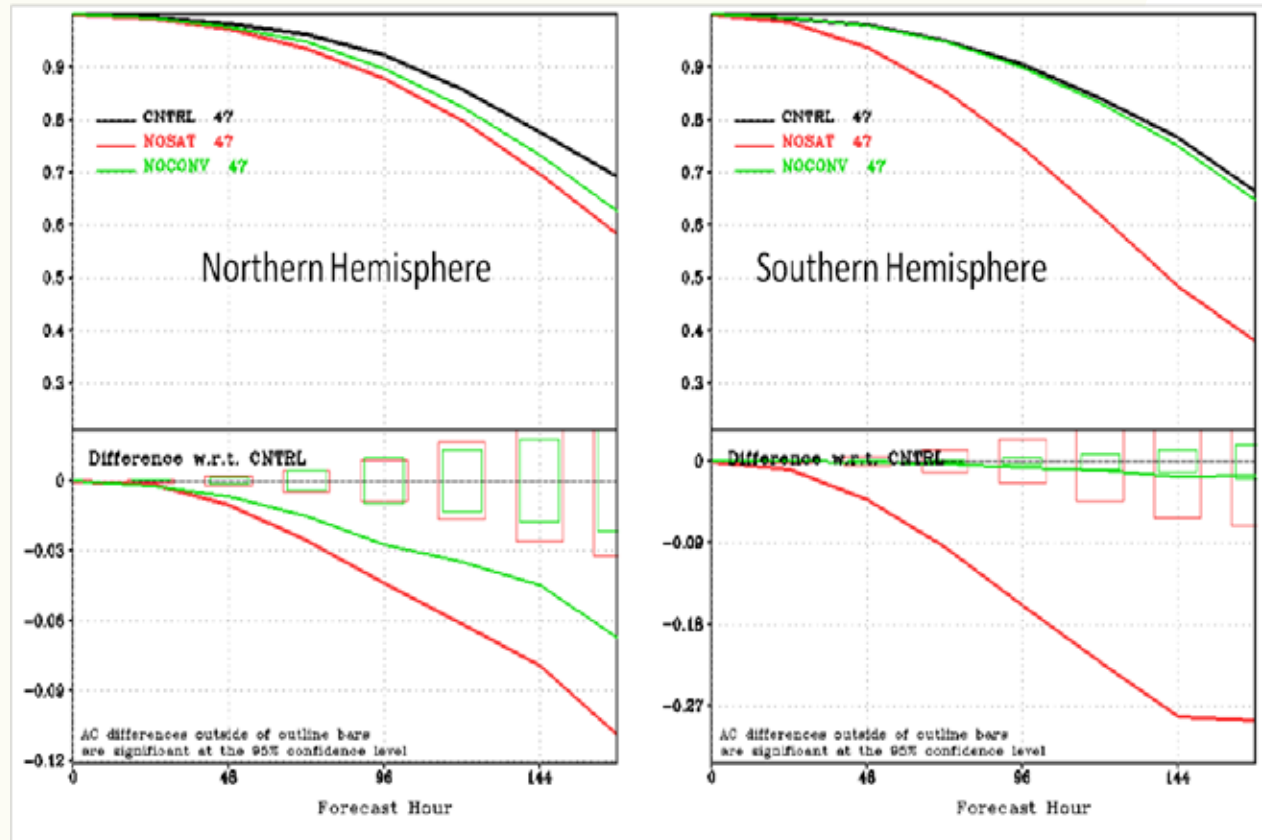 0.9
0.8
0.7
0.6
0.5
0.4
0.3
CNTRL 47
NOSAT 47
NOCONV 47
Northern Hemisphere
Difference w.r.t. CNTRL
0
-0.03
-0.06
-0.09
-0.12
AC differences outside of outline bars
are significant at the 95% confidence level
0 48 96 144
Forecast Hour
0.9
0.8
0.7
0.6
0.5
0.4
0.3
CNTRL 47
NOSAT 47
NOCONV 47
Southern Hemisphere
Difference w.r.t. CNTRL
0
-0.09
-0.18
-0.27
AC differences outside of outline bars
are significant at the 95% confidence level
0 48 96 144
Forecast Hour